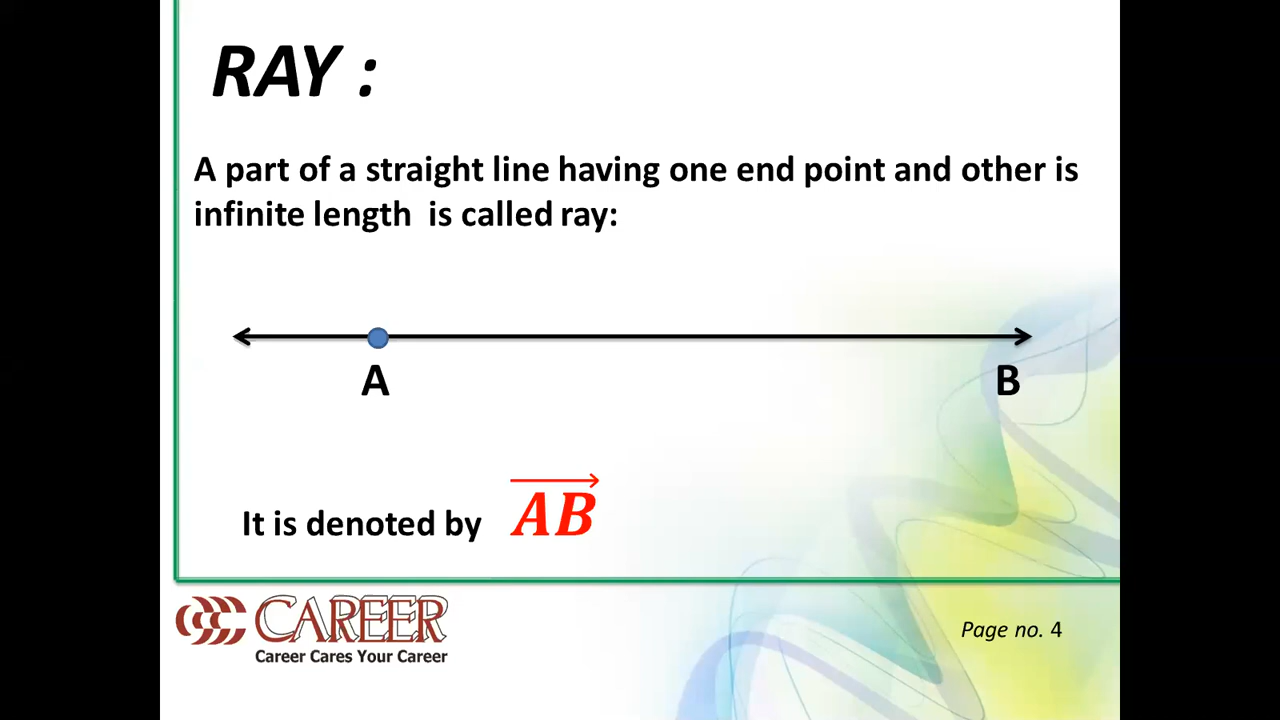 RAY :
A part of a straight line having one end point and other is
infinite length is called ray:
A B
It is denoted by \overrightarrow{AB}
CAREER
Career Cares Your Career
Page no. 4